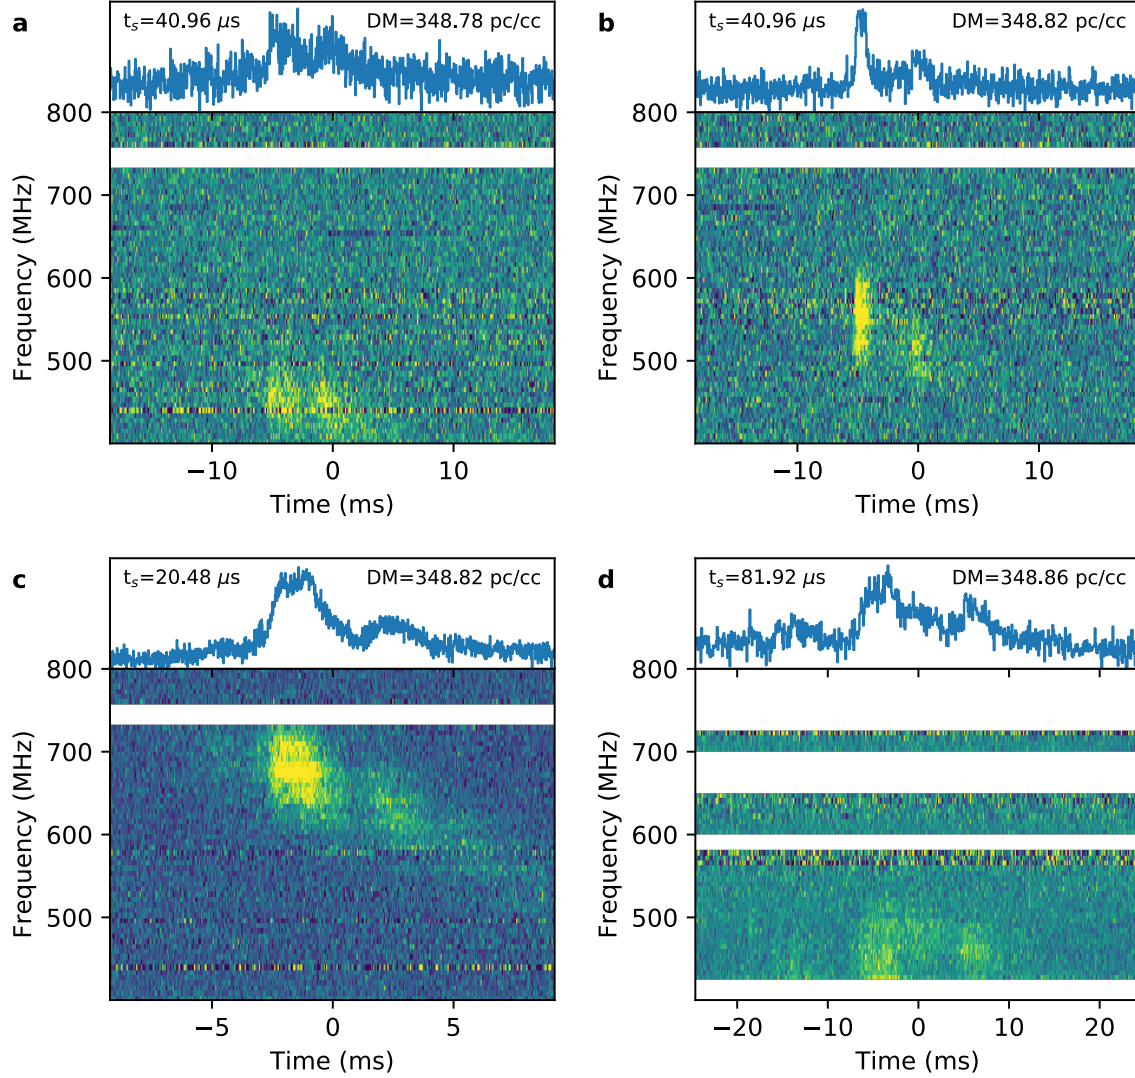 a
t_s=40.96 μs DM=348.78 pc/cc
800
700
600
500
Frequency (MHz)
−10 0 10
Time (ms)
b
t_s=40.96 μs DM=348.82 pc/cc
800
700
600
500
Frequency (MHz)
−10 0 10
Time (ms)
c
t_s=20.48 μs DM=348.82 pc/cc
800
700
600
500
Frequency (MHz)
−5 0 5
Time (ms)
d
t_s=81.92 μs DM=348.86 pc/cc
800
700
600
500
Frequency (MHz)
−20 −10 0 10 20
Time (ms)